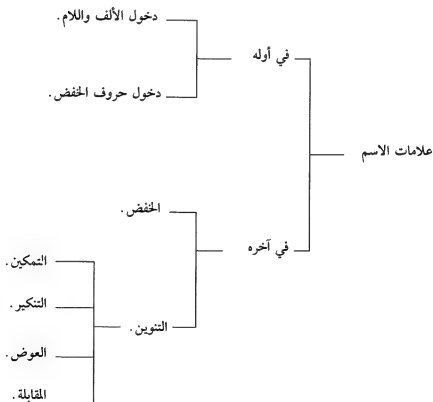 علامات الاسم
في أوله
دخول الألف واللام.
دخول حروف الخفض.
في آخره
الخفض.
التنوين.
التمكين.
التنكير.
العوض.
المقابلة.